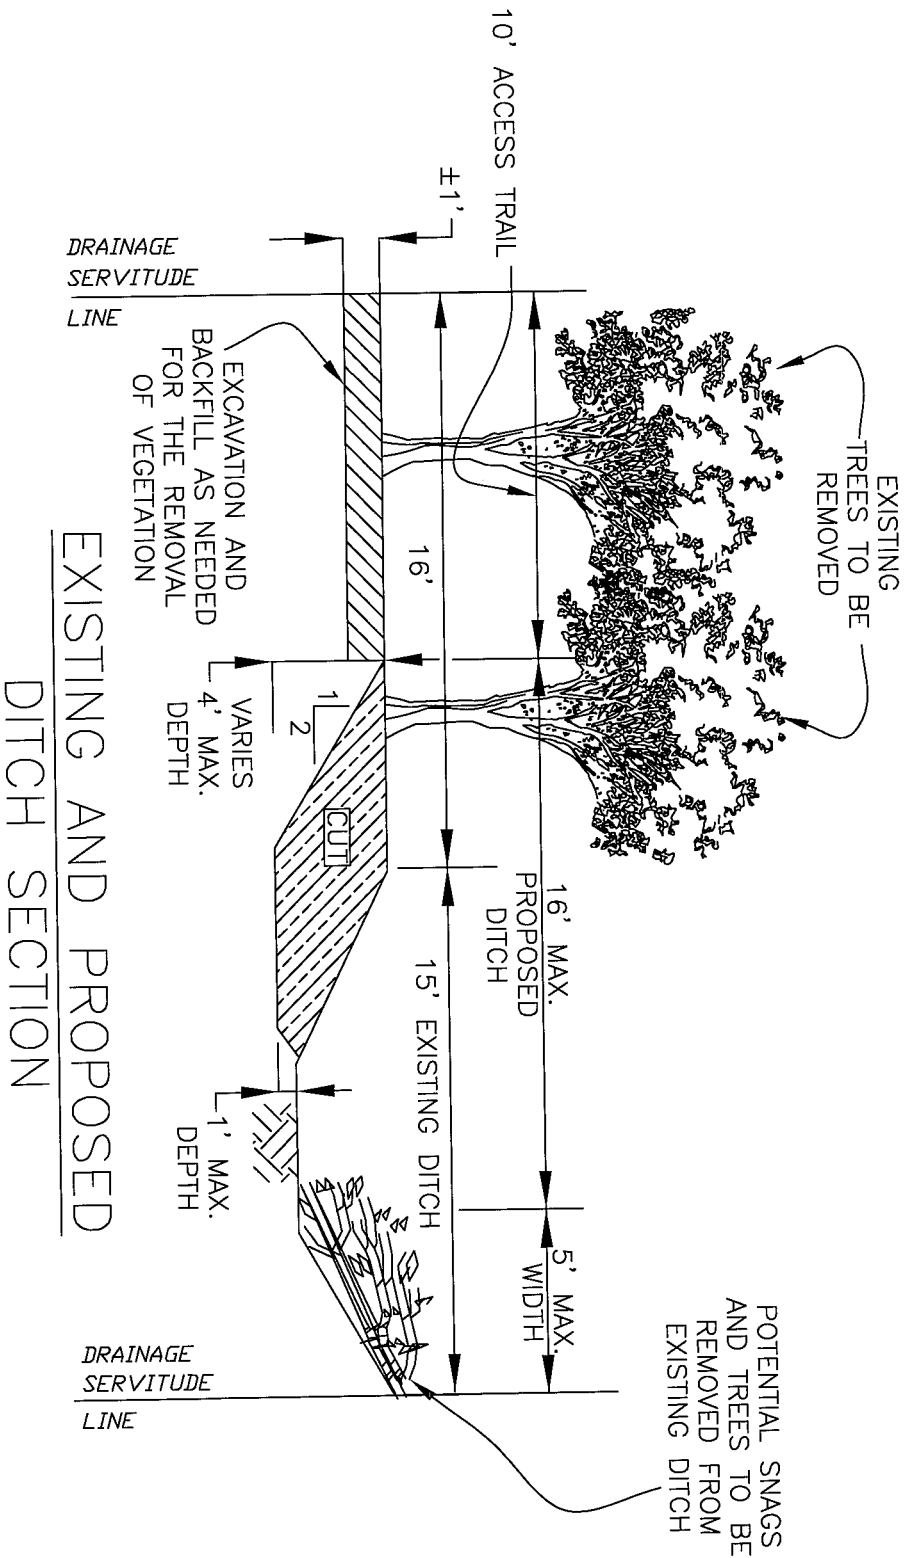 EXISTING
TREES TO BE
REMOVED
POTENTIAL SNAGS
AND TREES TO BE
REMOVED FROM
EXISTING DITCH
10' ACCESS TRAIL
16' MAX.
PROPOSED
DITCH
5' MAX.
WIDTH
±1'
16'
15' EXISTING DITCH
DRAINAGE
SERVITUDE
LINE
EXCAVATION AND
BACKFILL AS NEEDED
FOR THE REMOVAL
OF VEGETATION
1
2
CUT
VARIES
4' MAX.
DEPTH
1' MAX.
DEPTH
DRAINAGE
SERVITUDE
LINE
EXISTING AND PROPOSED
DITCH SECTION